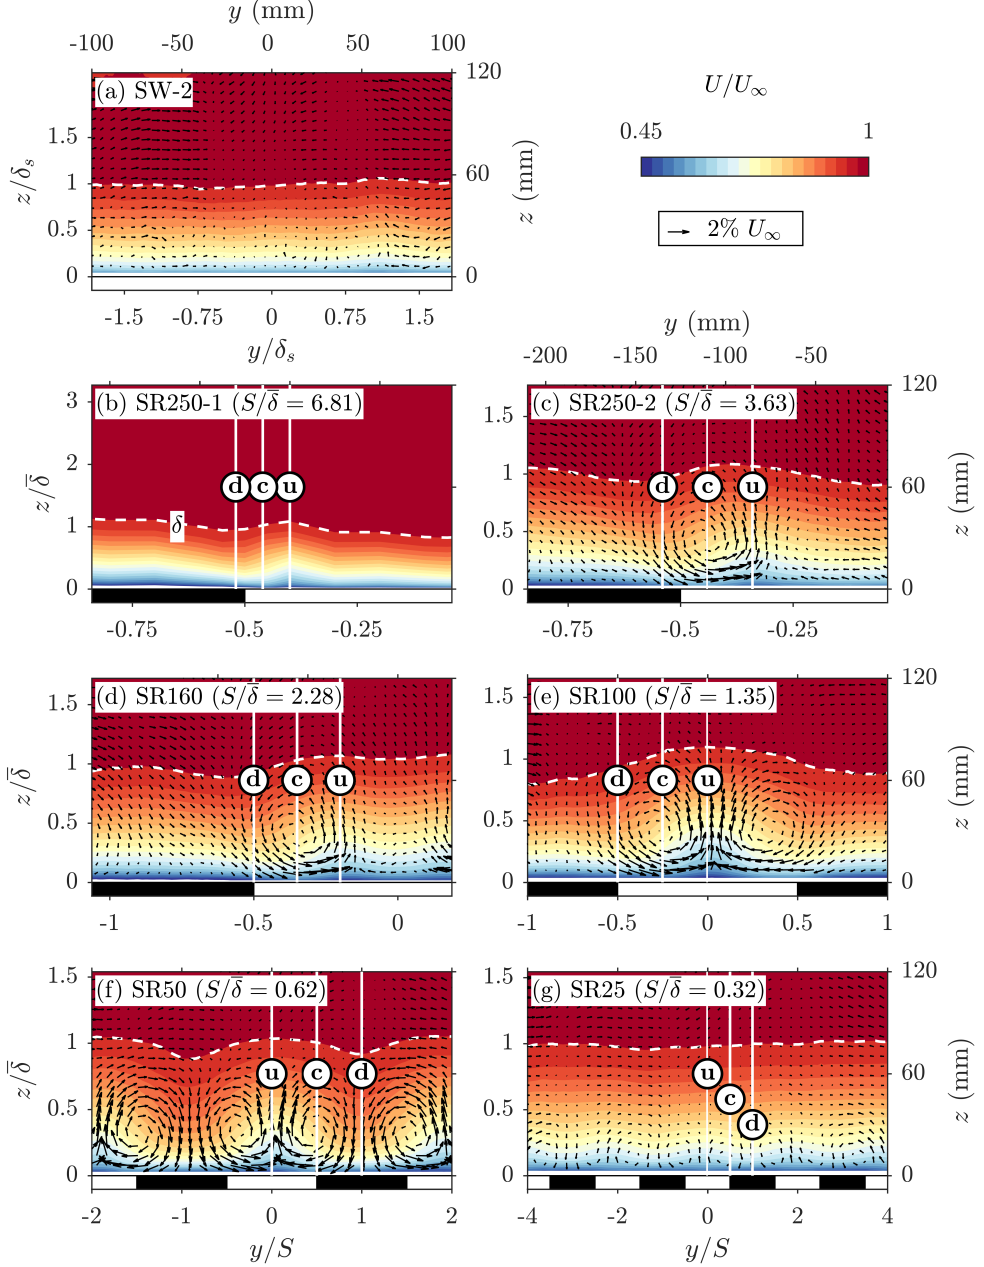 y (mm)
-100 -50 0 50 100
(a) SW-2
120
60
0
z (mm)
1.5
1
0.5
0
z/δ_s
-1.5 -0.75 0 0.75 1.5
y/δ_s
U/U_∞
0.45 1
2% U_∞
y (mm)
-200 -150 -100 -50
(b) SR250-1 (S/δ̅ = 6.81)
3
2
1
0
z/δ̅
δ
d c u
-0.75 -0.5 -0.25
(c) SR250-2 (S/δ̅ = 3.63)
1.5
1
0.5
0
d c u
120
60
0
z (mm)
-0.75 -0.5 -0.25
(d) SR160 (S/δ̅ = 2.28)
1.5
1
0.5
0
z/δ̅
d c u
-1 -0.5 0
(e) SR100 (S/δ̅ = 1.35)
1.5
1
0.5
0
d c u
120
60
0
z (mm)
-1 -0.5 0 0.5 1
(f) SR50 (S/δ̅ = 0.62)
1.5
1
0.5
0
z/δ̅
u c d
-2 -1 0 1 2
y/S
(g) SR25 (S/δ̅ = 0.32)
1.5
1
0.5
0
u
c
d
120
60
0
z (mm)
-4 -2 0 2 4
y/S